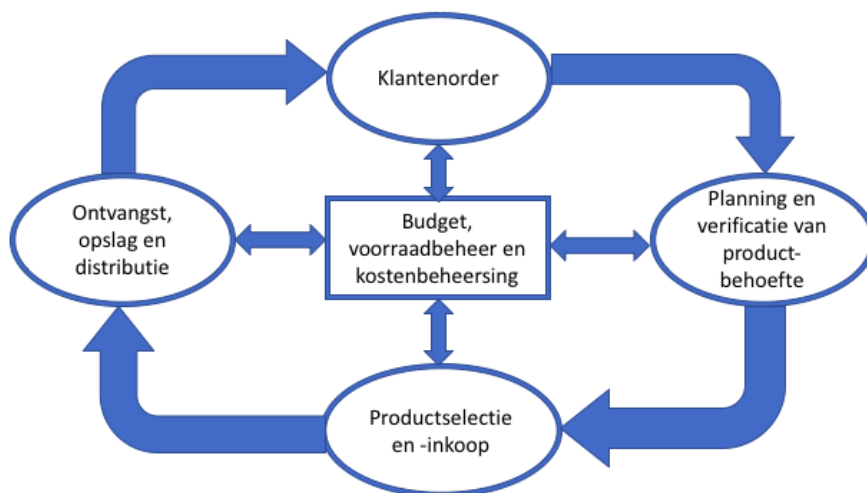 Klantenorder
Planning en
verificatie van
product-
behoefte
Ontvangst,
opslag en
distributie
Budget,
voorraadbeheer en
kostenbeheersing
Productselectie
en -inkoop